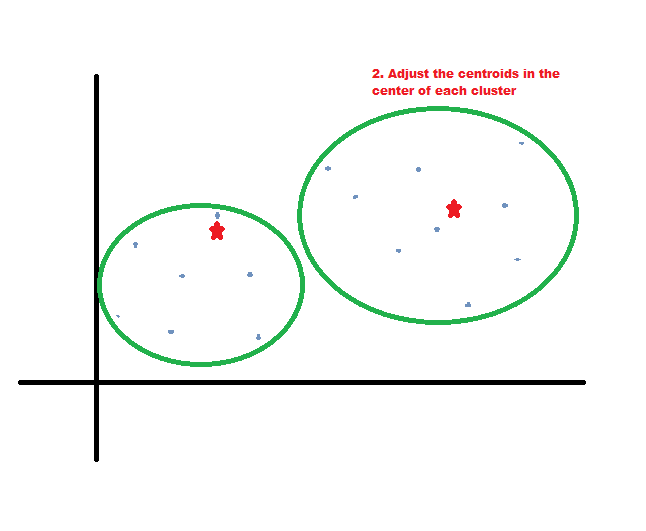 2. Adjust the centroids in the
center of each cluster